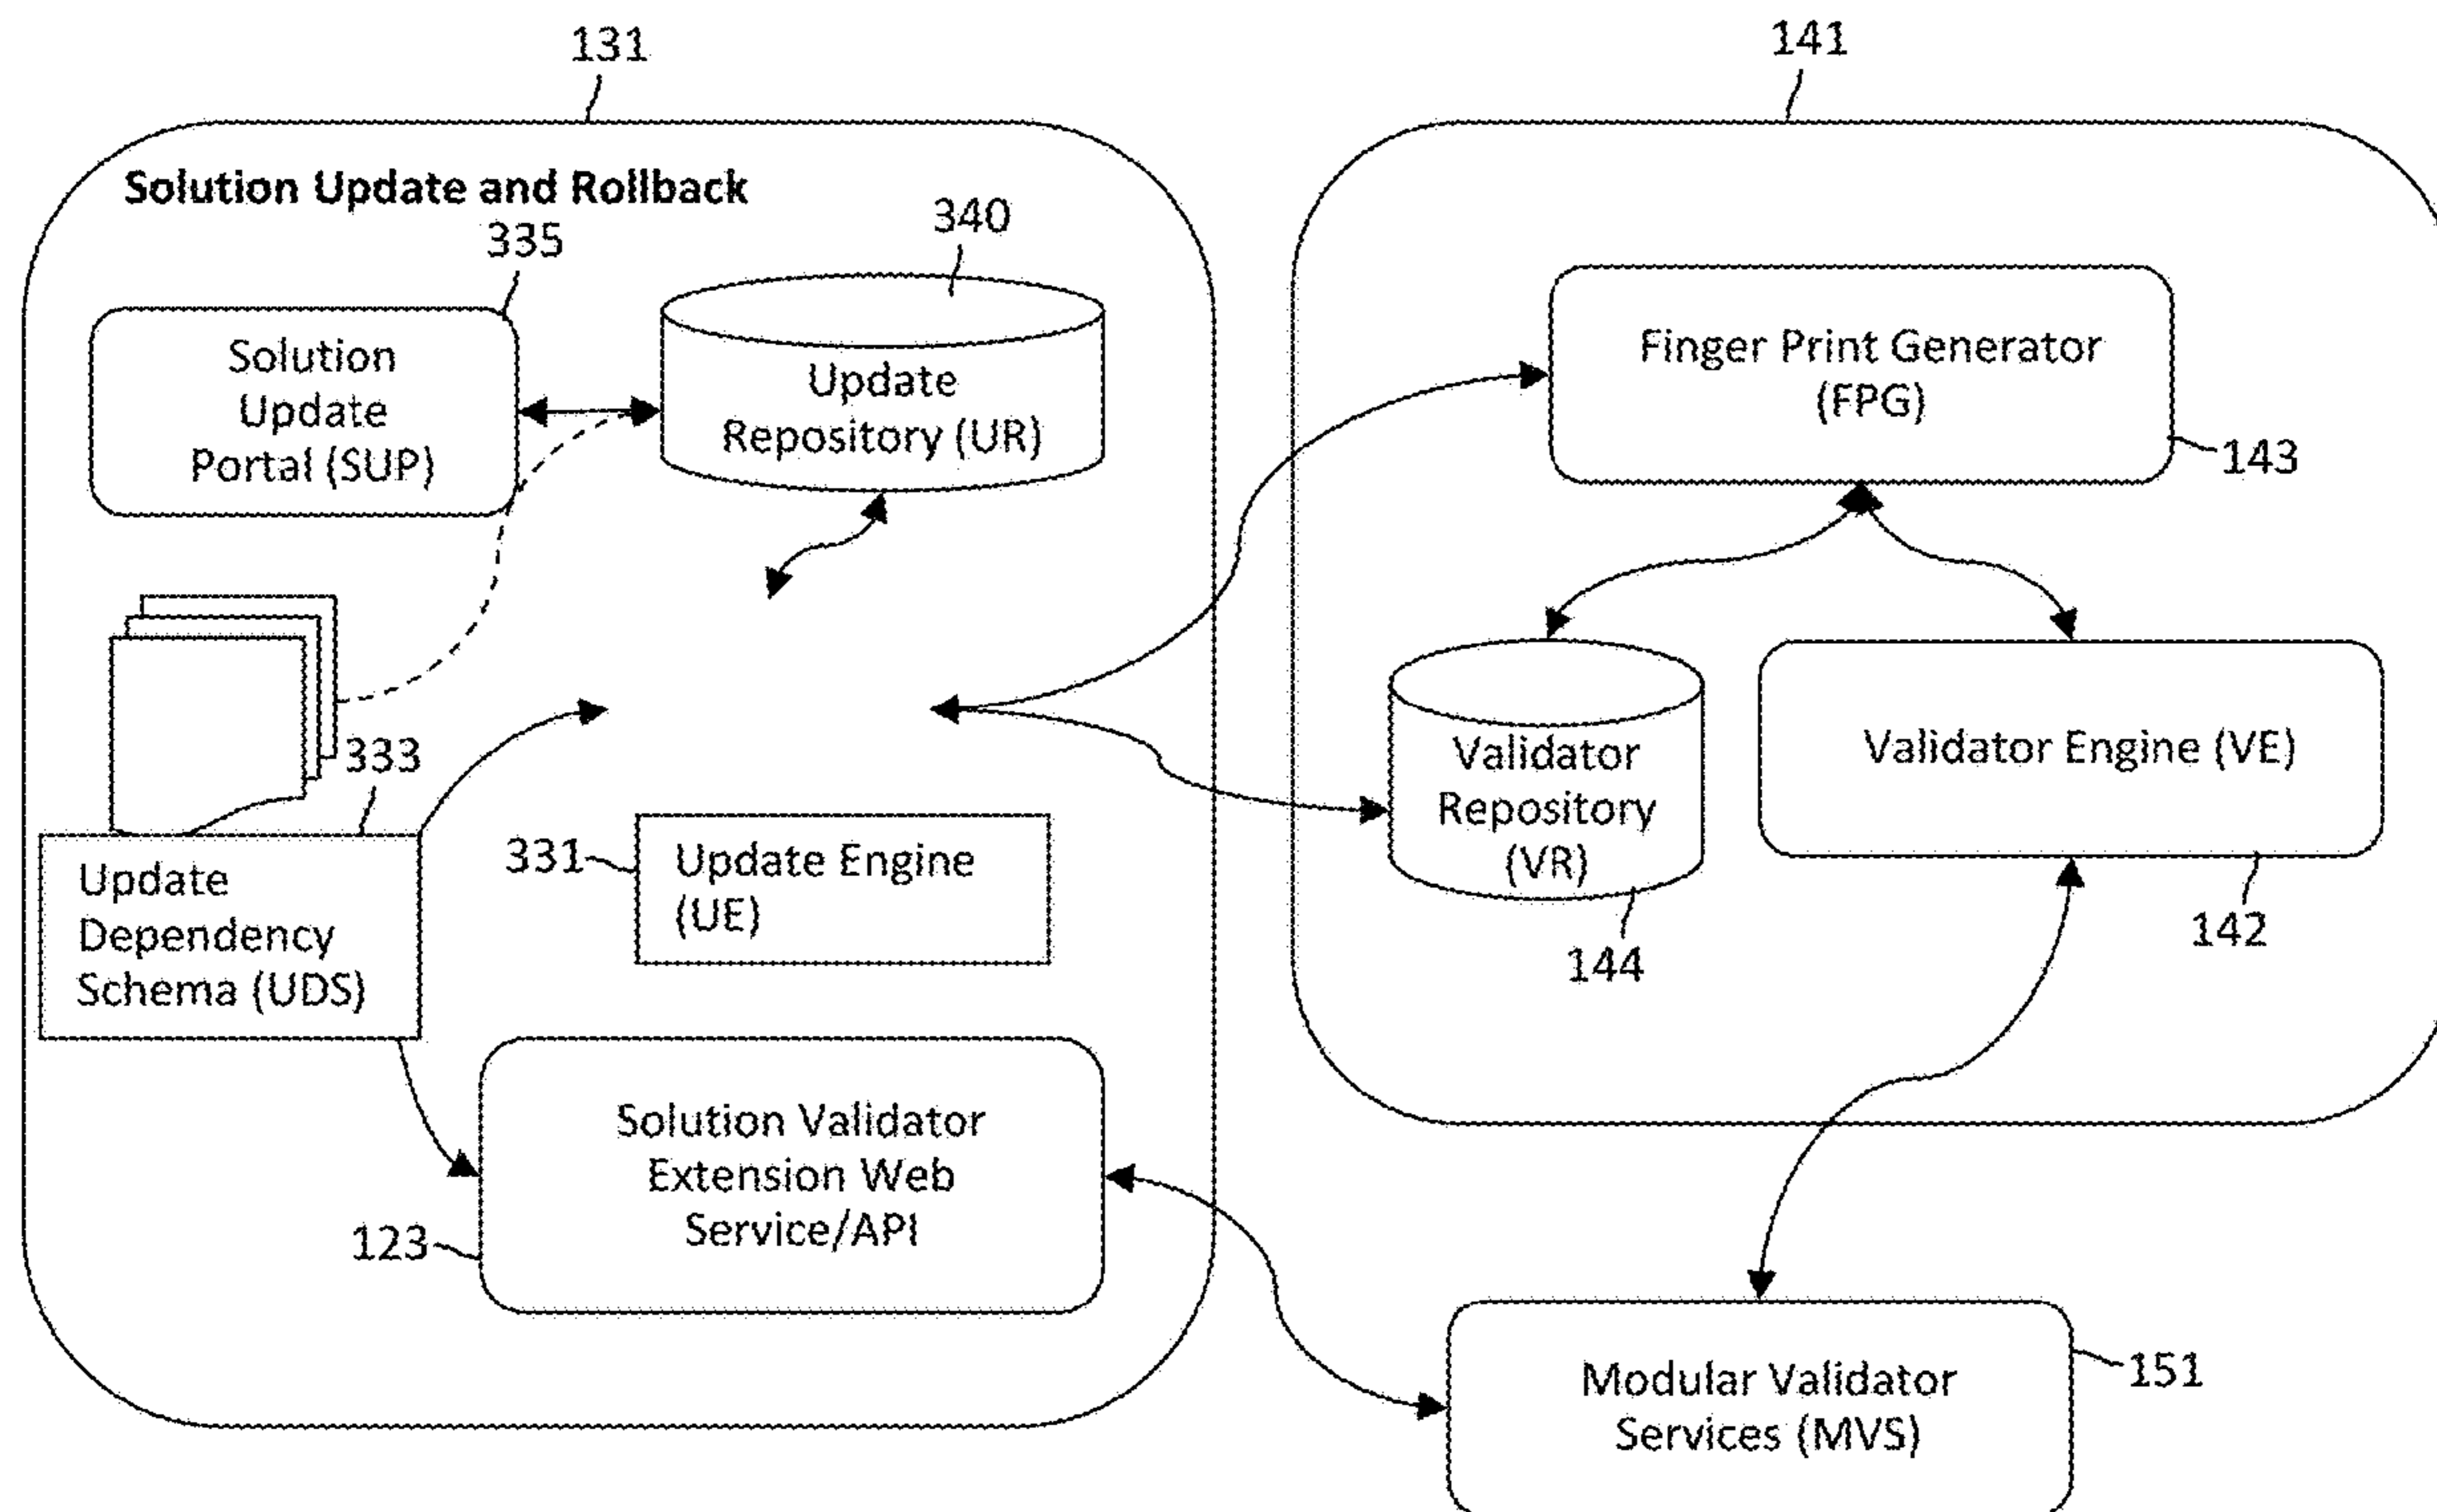 131
141
Solution Update and Rollback
335
340
Solution
Update
Portal (SUP)
Update
Repository (UR)
Finger Print Generator
(FPG)
143
333
Update
Dependency
Schema (UDS)
331
Update Engine
(UE)
Validator
Repository
(VR)
144
Validator Engine (VE)
142
123
Solution Validator
Extension Web
Service/API
Modular Validator
Services (MVS)
151